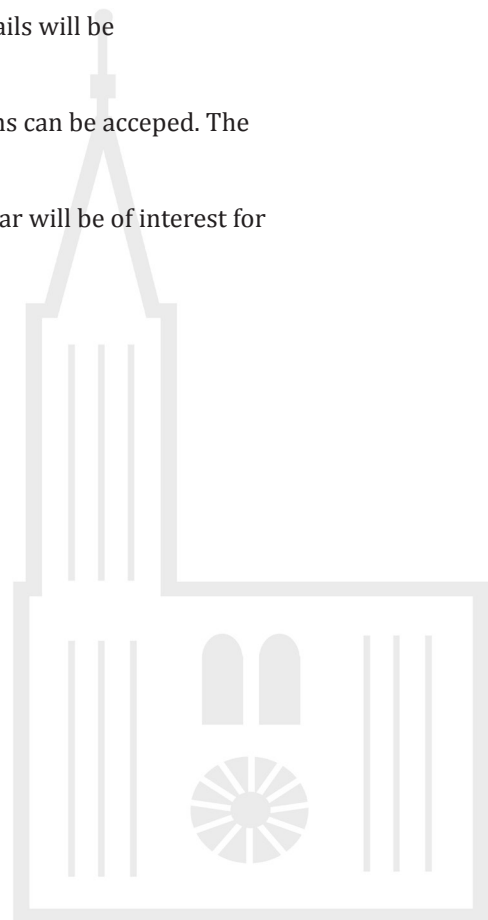 ails will be
ns can be acceped. The
ar will be of interest for